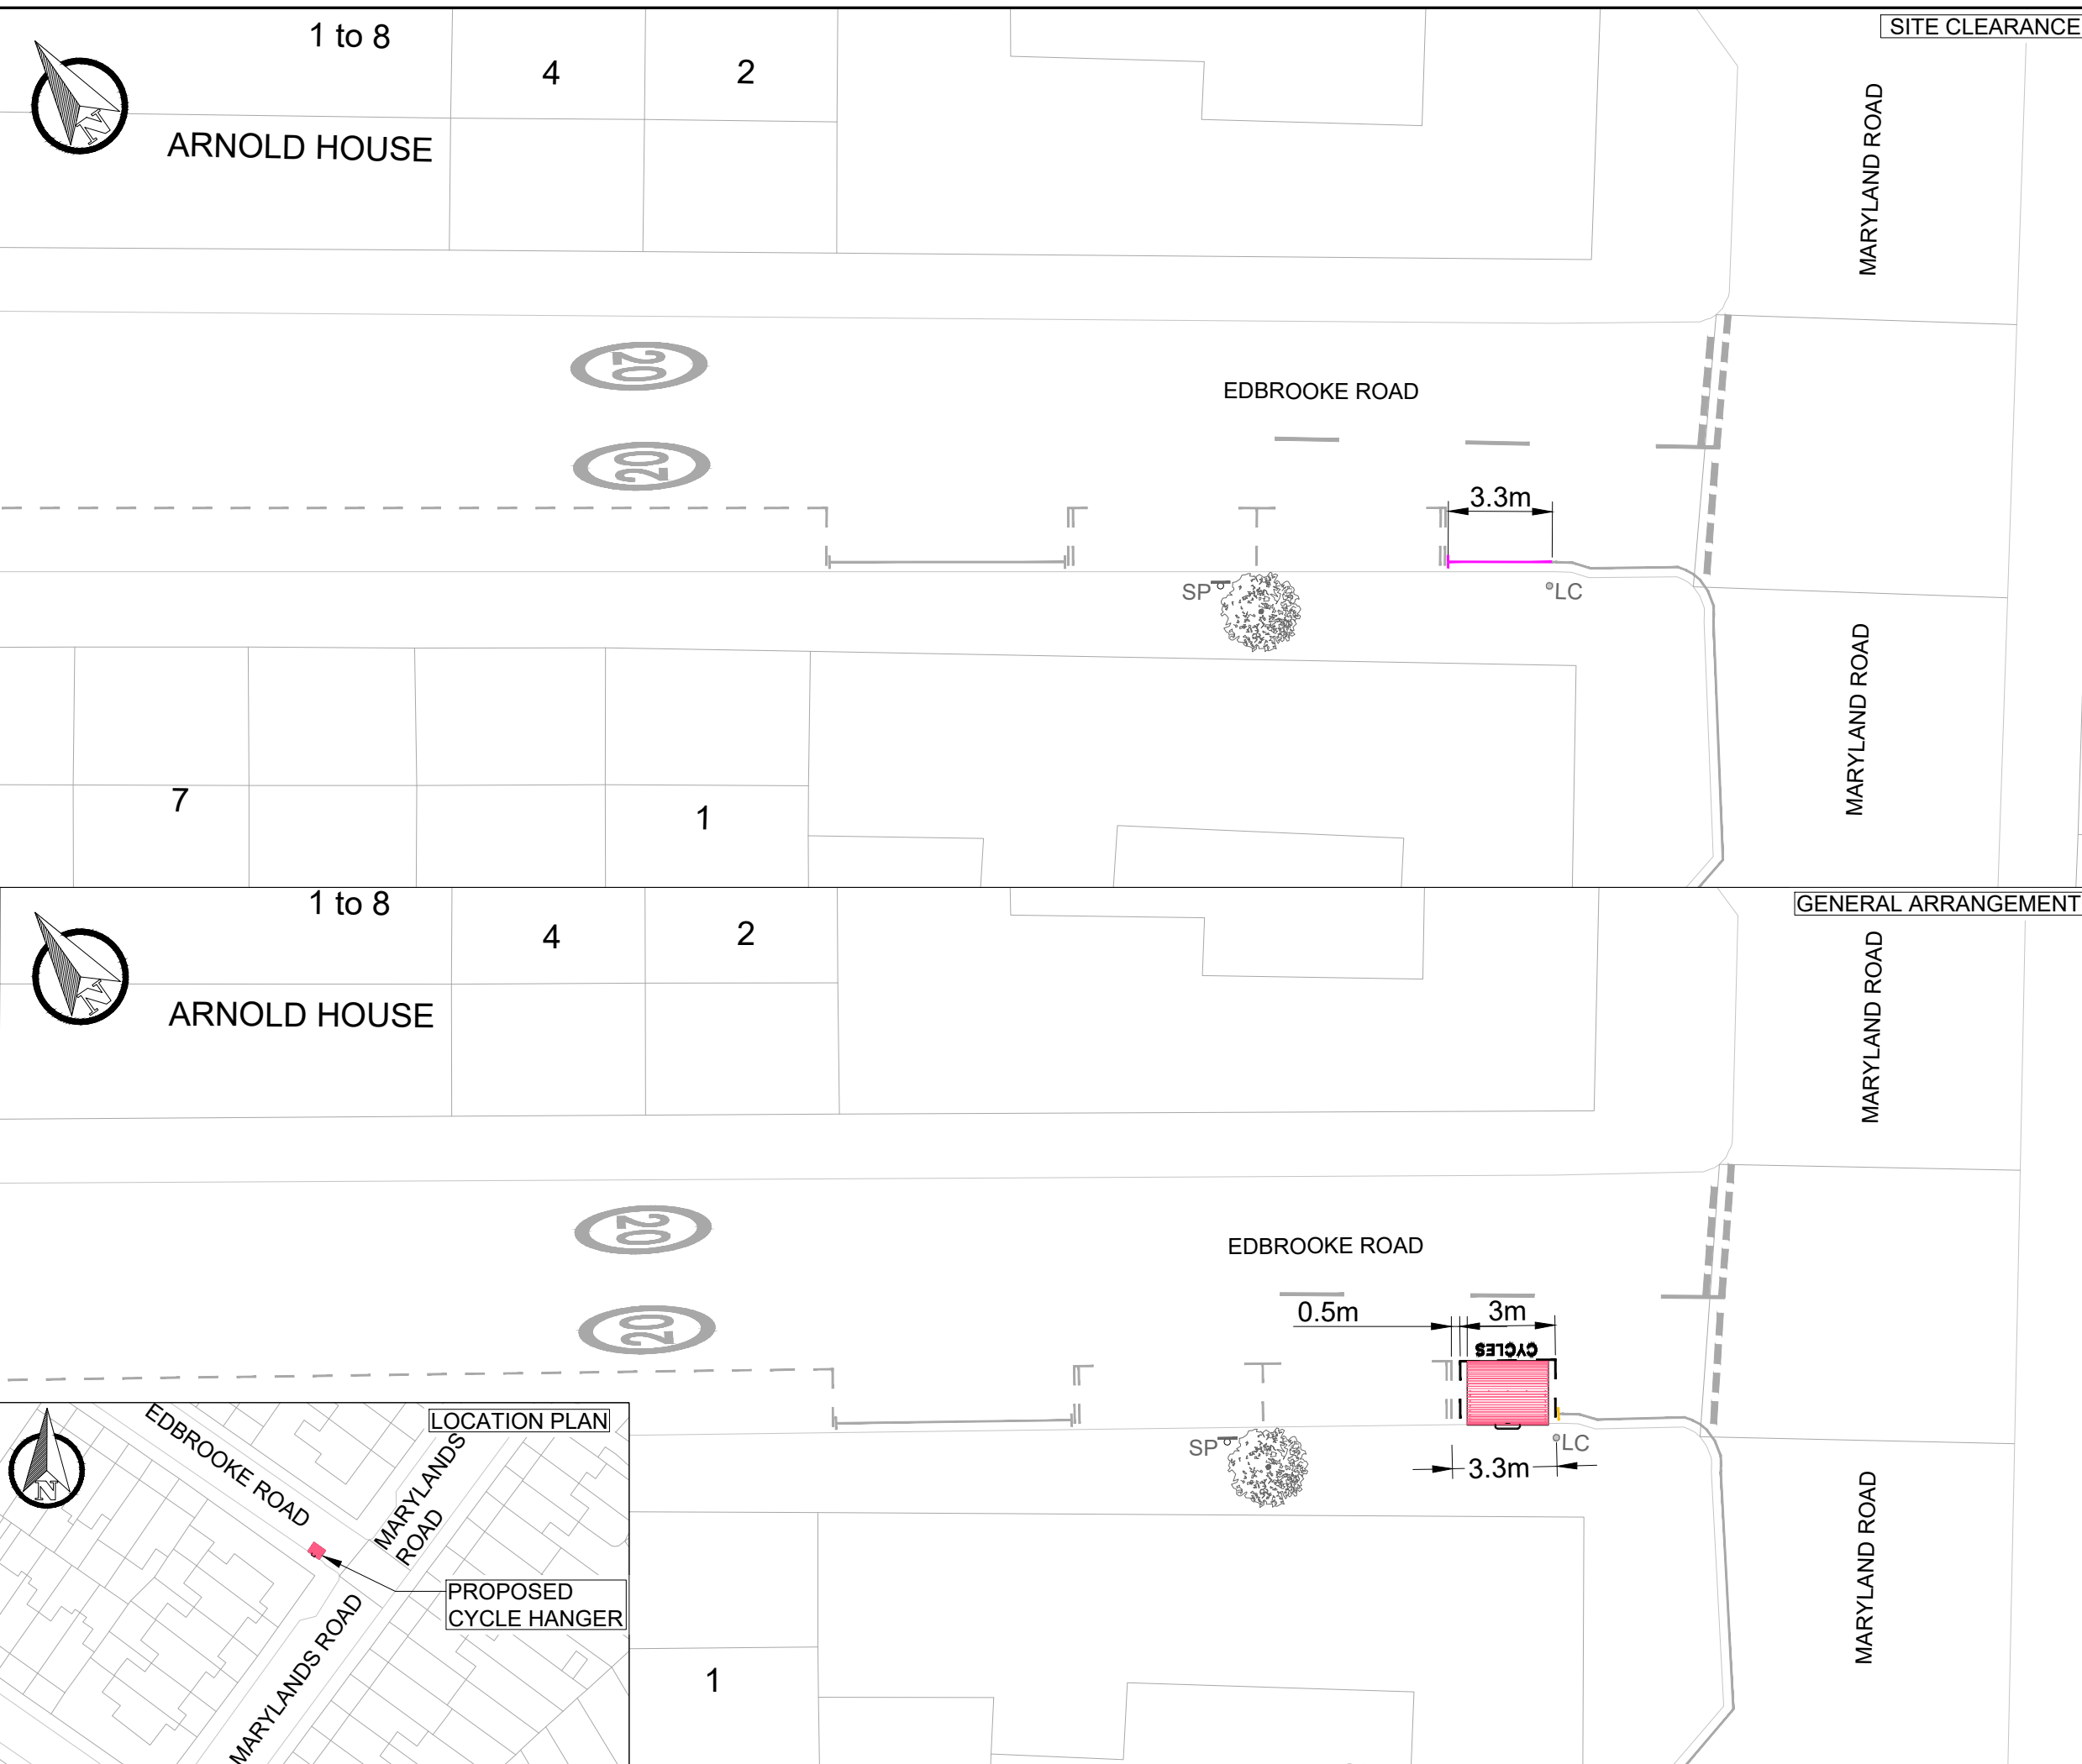 SITE CLEARANCE
1 to 8
4
2
N
ARNOLD HOUSE
MARYLAND ROAD
20
EDBROOKE ROAD
20
3.3m
SP
LC
MARYLAND ROAD
7
1
GENERAL ARRANGEMENT
1 to 8
4
2
N
ARNOLD HOUSE
MARYLAND ROAD
20
EDBROOKE ROAD
20
0.5m
3m
CYCLES
SP
LC
3.3m
MARYLAND ROAD
1
LOCATION PLAN
N
EDBROOKE ROAD
MARYLANDS
ROAD
PROPOSED
CYCLE HANGER
MARYLANDS ROAD